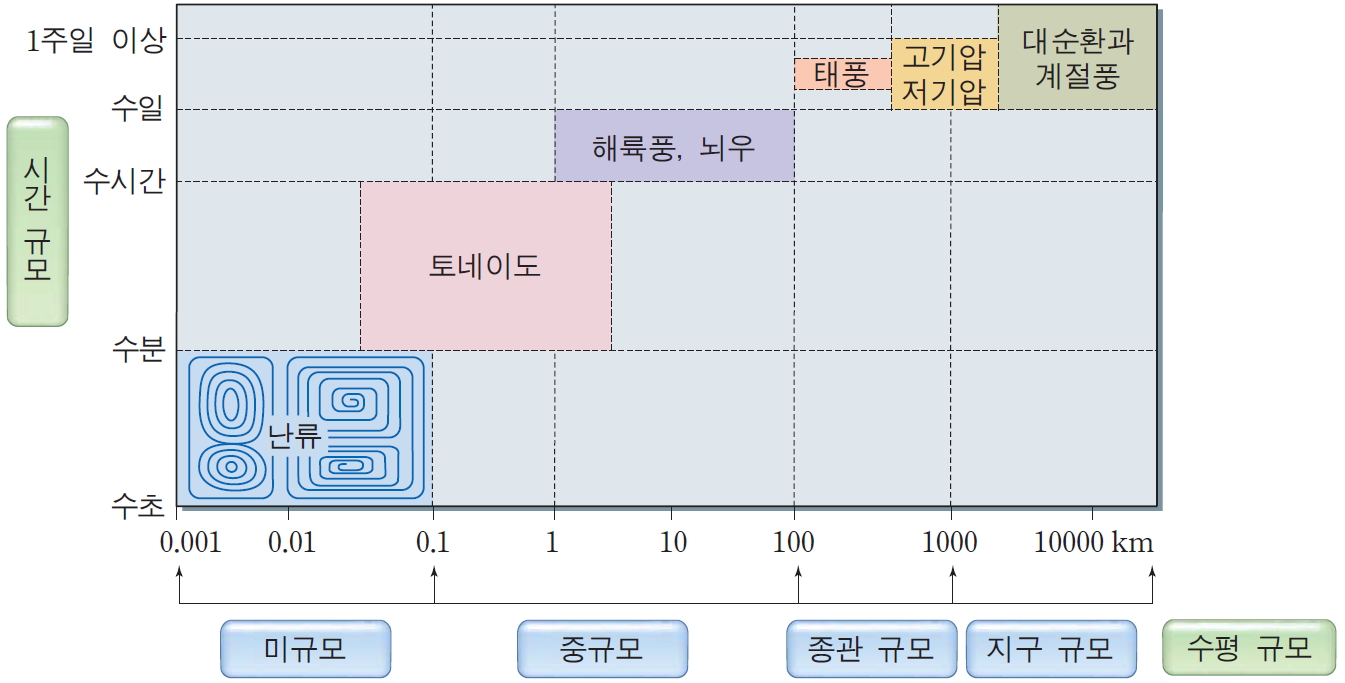 1주일 이상
대순환과
계절풍
고기압
저기압
태풍
수일
해륙풍, 뇌우
수시간
시간 규모
토네이도
수분
난류
수초
0.001 0.01 0.1 1 10 100 1000 10000 km
미규모 중규모 종관 규모 지구 규모 수평 규모